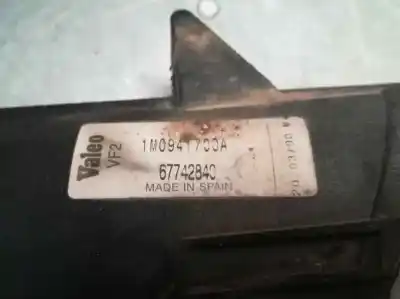 Valeo
VF2
1M0941700A
67742840
MADE IN SPAIN